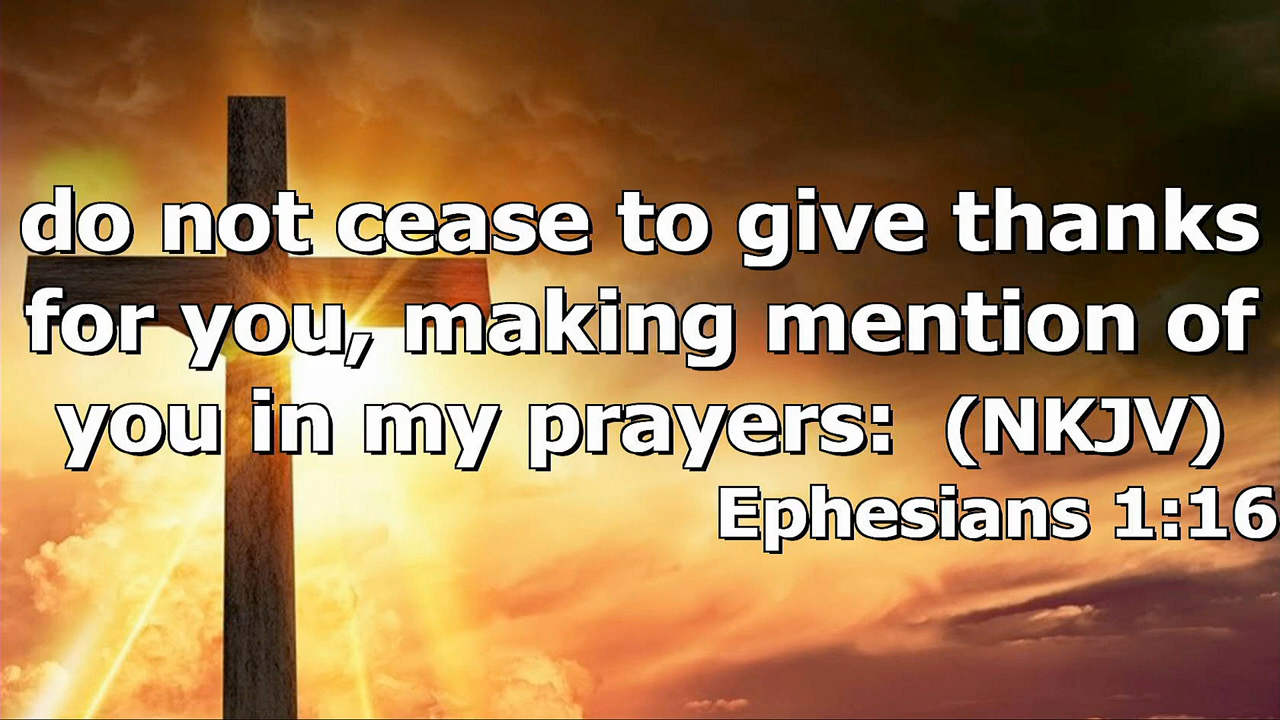 do not cease to give thanks
for you, making mention of
you in my prayers:  (NKJV)
Ephesians 1:16